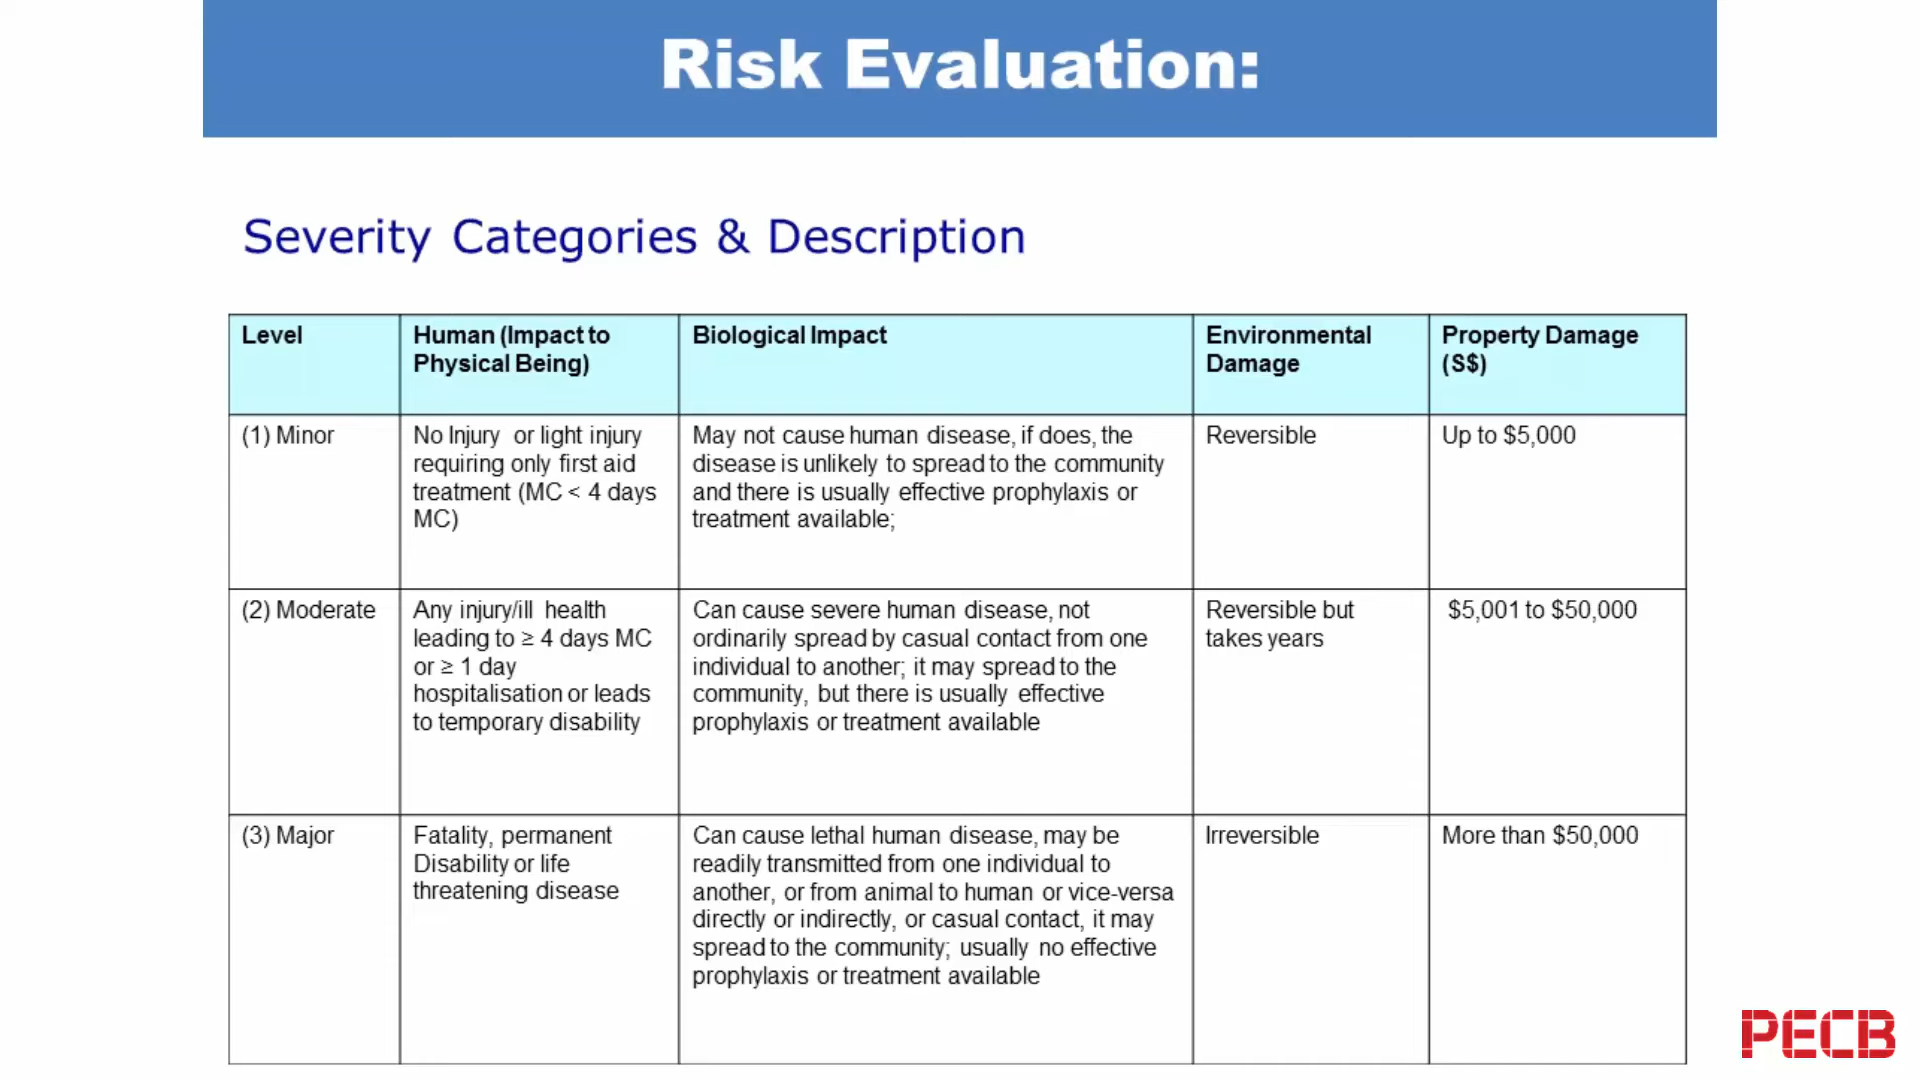 Risk Evaluation:
Severity Categories & Description
Level
Human (Impact to
Physical Being)
Biological Impact
Environmental
Damage
Property Damage
(S$)
(1) Minor
No Injury or light injury
requiring only first aid
treatment (MC < 4 days
MC)
May not cause human disease, if does, the
disease is unlikely to spread to the community
and there is usually effective prophylaxis or
treatment available;
Reversible
Up to $5,000
(2) Moderate
Any injury/ill health
leading to ≥ 4 days MC
or ≥ 1 day
hospitalisation or leads
to temporary disability
Can cause severe human disease, not
ordinarily spread by casual contact from one
individual to another; it may spread to the
community, but there is usually effective
prophylaxis or treatment available
Reversible but
takes years
$5,001 to $50,000
(3) Major
Fatality, permanent
Disability or life
threatening disease
Can cause lethal human disease, may be
readily transmitted from one individual to
another, or from animal to human or vice-versa
directly or indirectly, or casual contact, it may
spread to the community; usually no effective
prophylaxis or treatment available
Irreversible
More than $50,000
PECB